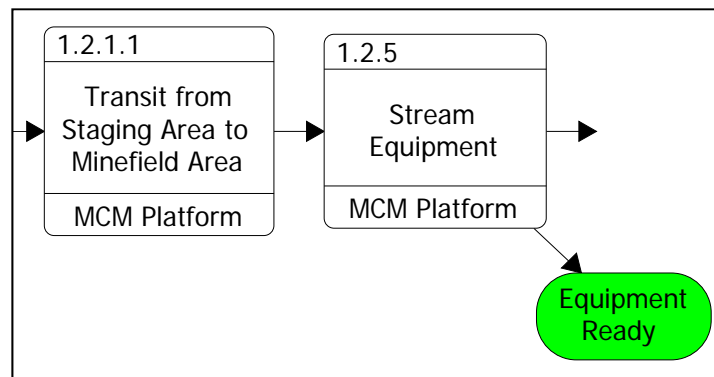 1.2.1.1
Transit from
Staging Area to
Minefield Area
MCM Platform
1.2.5
Stream
Equipment
MCM Platform
Equipment
Ready